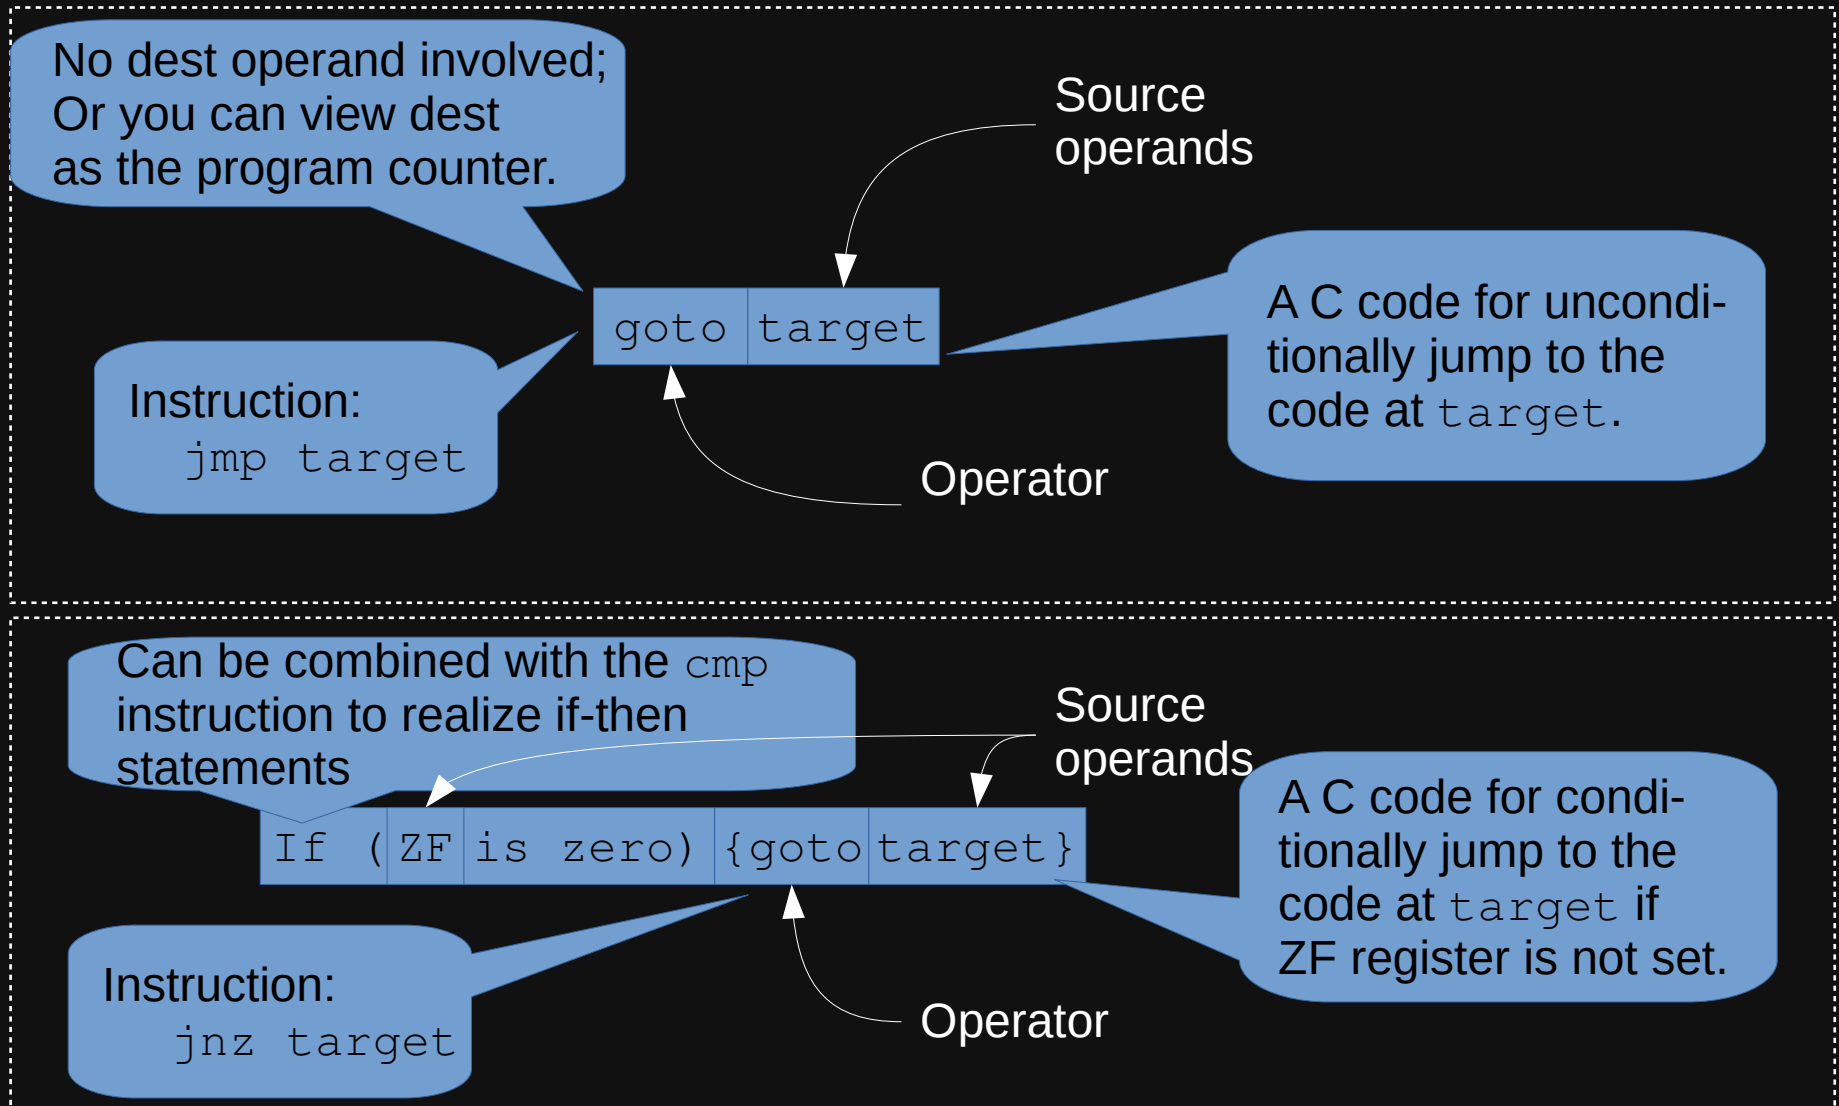 No dest operand involved;
Or you can view dest
as the program counter.
Source
operands
goto target
A C code for uncondi-
tionally jump to the
code at target.
Instruction:
jmp target
Operator
Can be combined with the cmp
instruction to realize if-then
statements
Source
operands
If (ZF is zero) {goto target}
A C code for condi-
tionally jump to the
code at target if
ZF register is not set.
Instruction:
jnz target
Operator